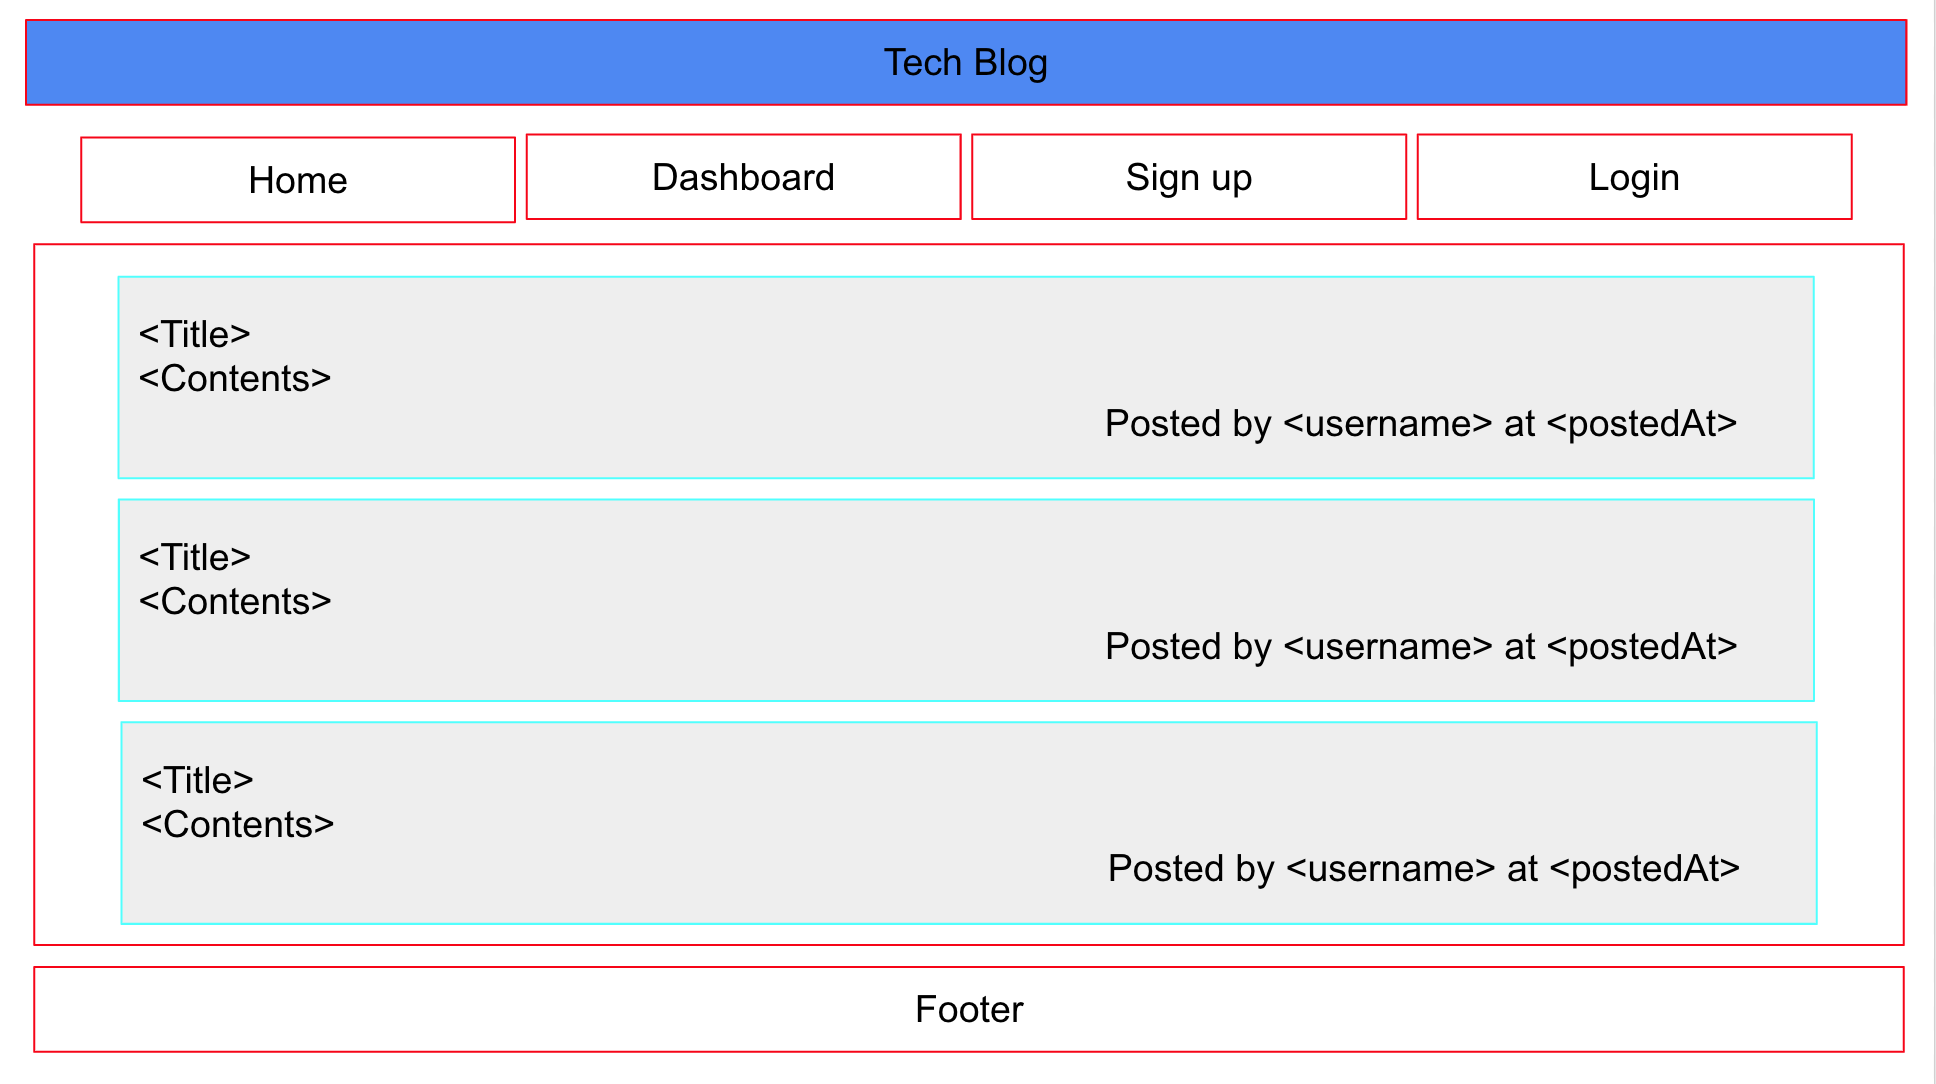 Tech Blog
Home
Dashboard
Sign up
Login
<Title>
<Contents>
Posted by <username> at <postedAt>
<Title>
<Contents>
Posted by <username> at <postedAt>
<Title>
<Contents>
Posted by <username> at <postedAt>
Footer